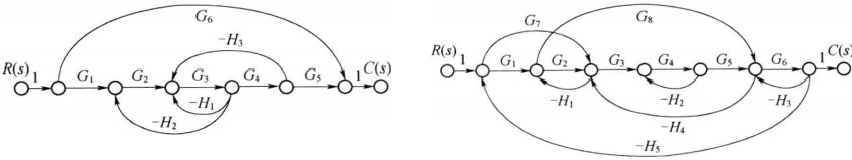 G₆
−H₃
R(s) 1 G₁ G₂ G₃ G₄ G₅ 1 C(s)
−H₁
−H₂
G₇ G₈
R(s) 1 G₁ G₂ G₃ G₄ G₅ G₆ 1 C(s)
−H₁ −H₂ −H₃
−H₄
−H₅